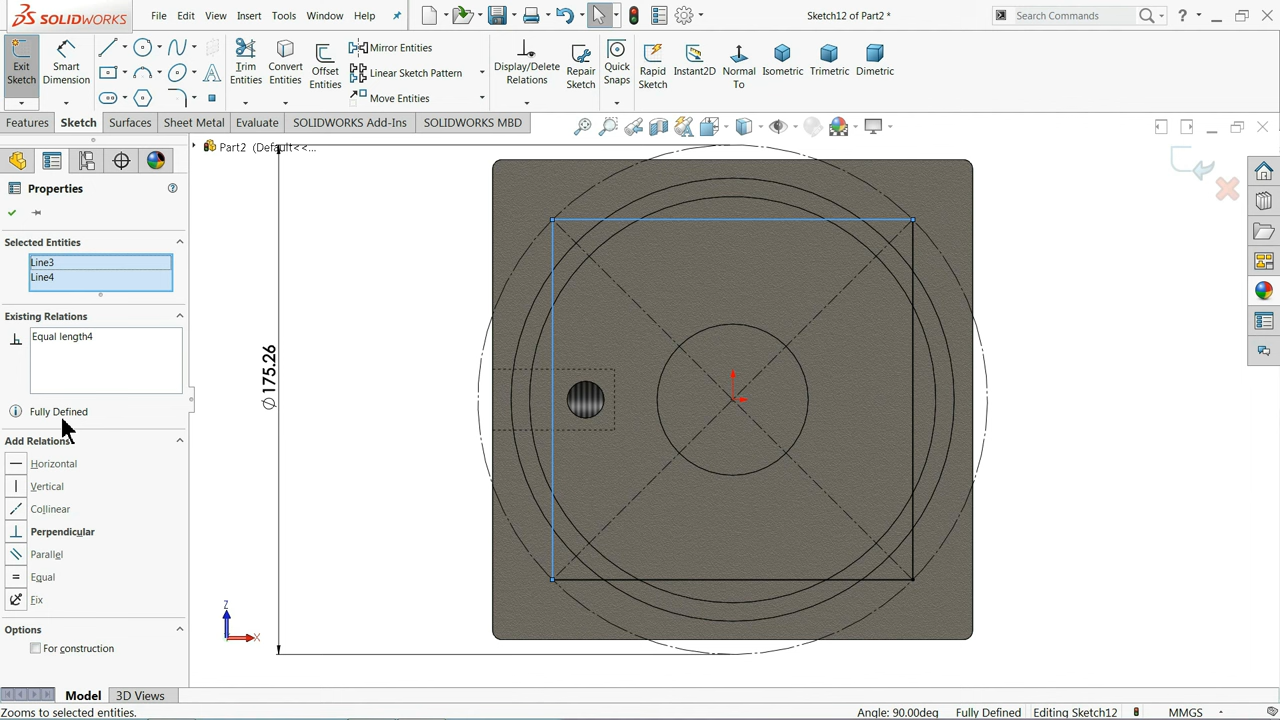 SOLIDWORKS
File Edit View Insert Tools Window Help
Sketch12 of Part2 *
Search Commands
?
Exit Sketch
Smart Dimension
Trim Entities
Convert Entities
Offset Entities
Mirror Entities
Linear Sketch Pattern
Move Entities
Display/Delete Relations
Repair Sketch
Quick Snaps
Rapid Sketch
Instant2D
Normal To
Isometric
Trimetric
Dimetric
Features Sketch Surfaces Sheet Metal Evaluate SOLIDWORKS Add-Ins SOLIDWORKS MBD
Part2 (Default<<...
Properties
Selected Entities
Line3
Line4
Existing Relations
Equal length4
Fully Defined
Add Relations
Horizontal
Vertical
Collinear
Perpendicular
Parallel
Equal
Fix
Options
For construction
∅175.26
Z
X
Model 3D Views
Zooms to selected entities.
Angle: 90.00deg Fully Defined Editing Sketch12 MMGS